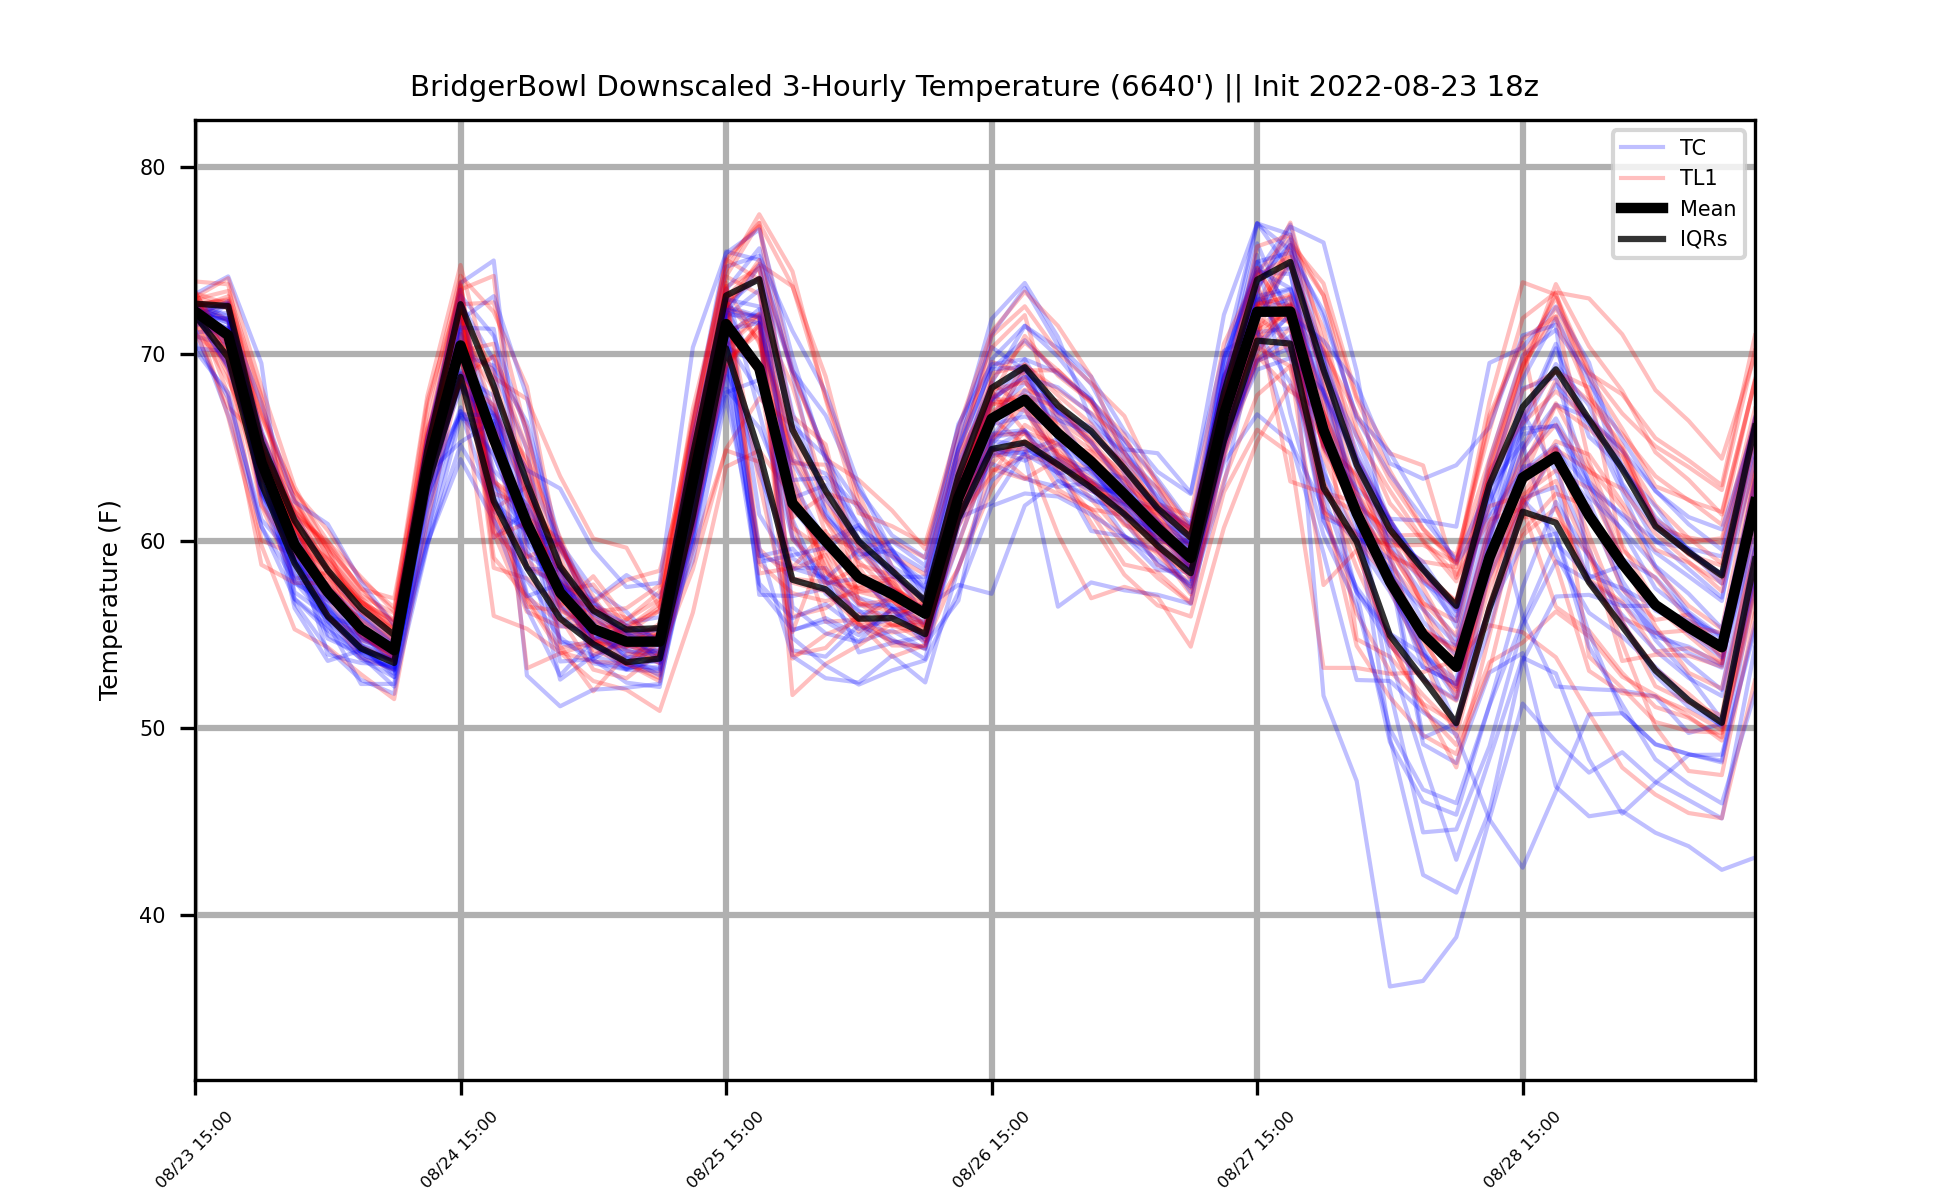 BridgerBowl Downscaled 3-Hourly Temperature (6640') || Init 2022-08-23 18z
TC
TL1
Mean
IQRs
Temperature (F)
80
70
60
50
40
08/23 15:00
08/24 15:00
08/25 15:00
08/26 15:00
08/27 15:00
08/28 15:00